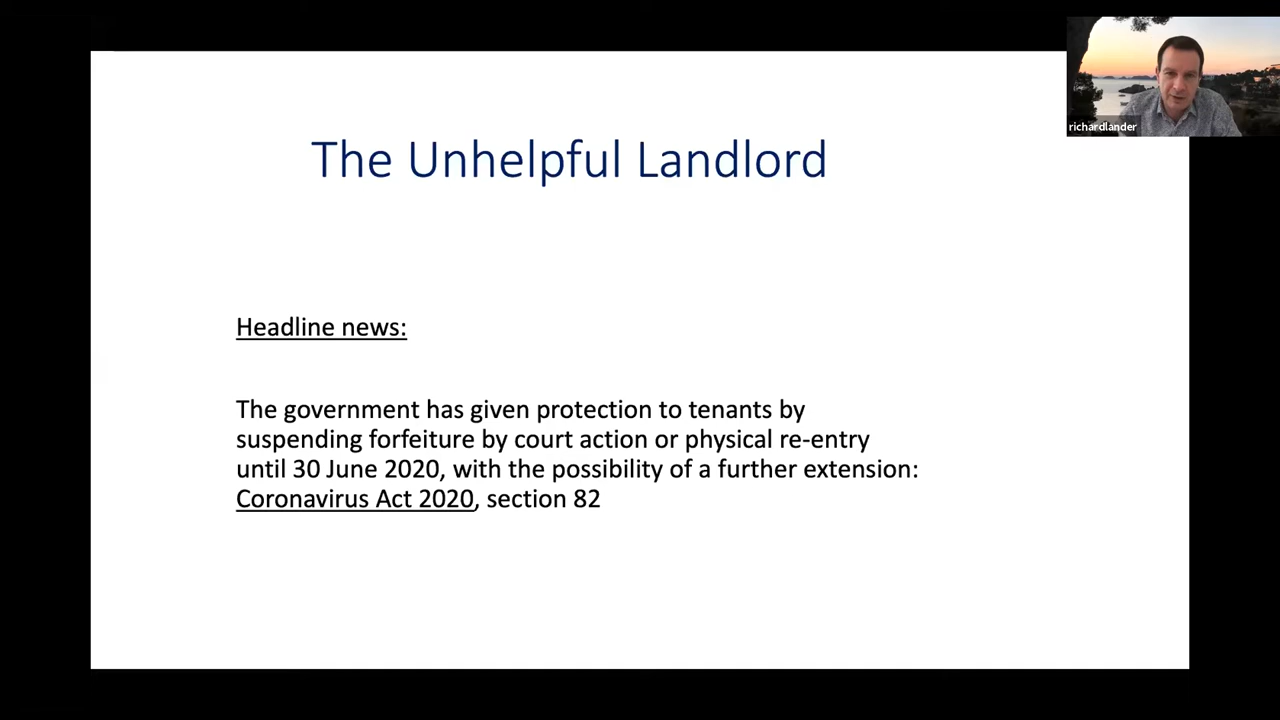 The Unhelpful Landlord
richardlander
Headline news:
The government has given protection to tenants by
suspending forfeiture by court action or physical re-entry
until 30 June 2020, with the possibility of a further extension:
Coronavirus Act 2020, section 82